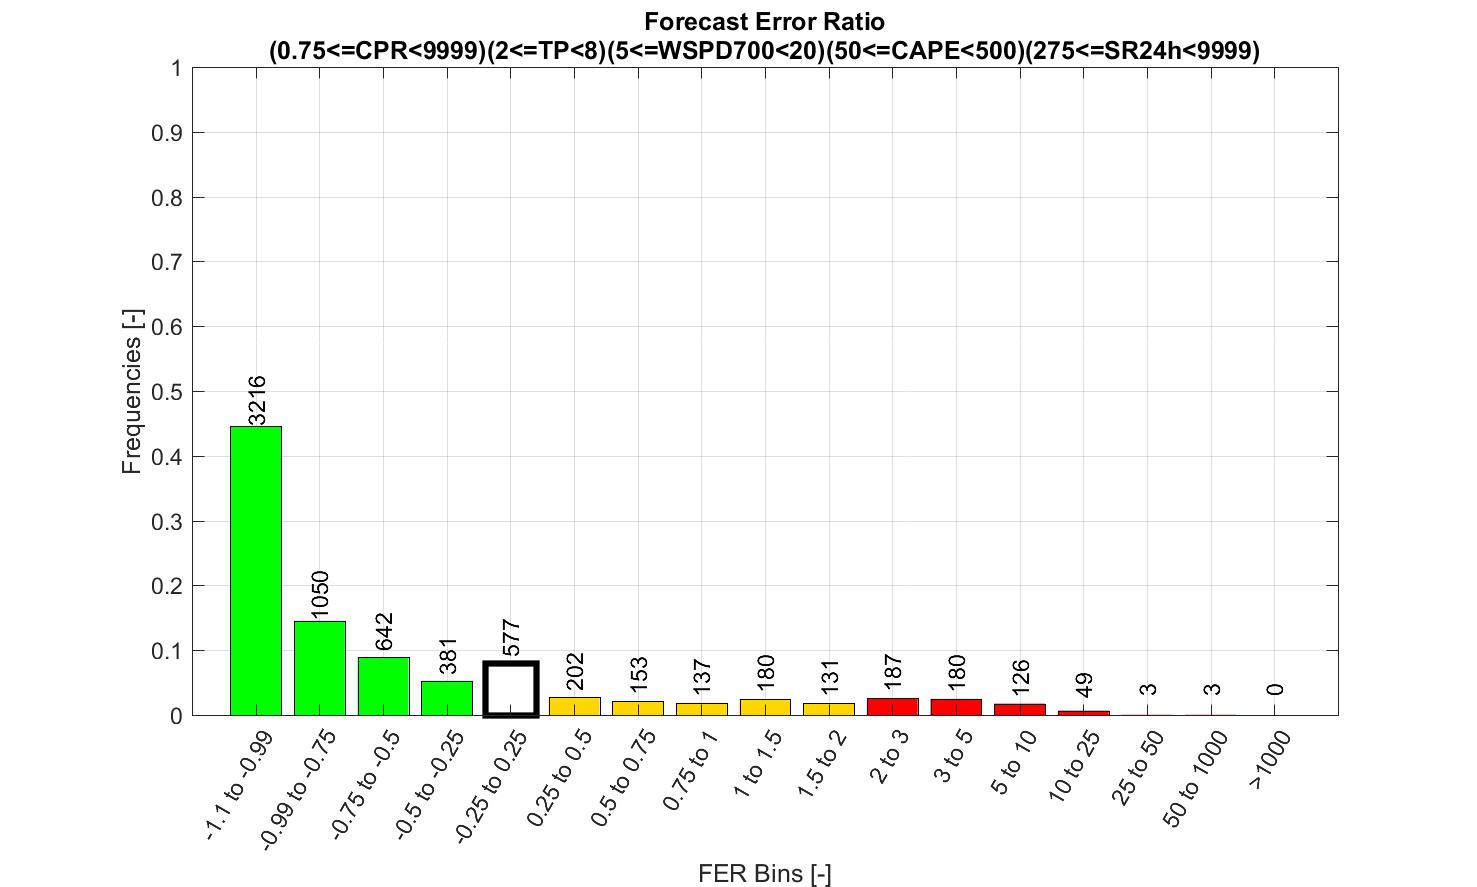 Forecast Error Ratio
(0.75<=CPR<9999)(2<=TP<8)(5<=WSPD700<20)(50<=CAPE<500)(275<=SR24h<9999)
1
0.9
0.8
0.7
0.6
0.5
0.4
0.3
0.2
0.1
0
Frequencies [-]
3216
1050
642
381
577
202
153
137
180
131
187
180
126
49
3
3
0
-1.1 to -0.99
-0.99 to -0.75
-0.75 to -0.5
-0.5 to -0.25
-0.25 to 0.25
0.25 to 0.5
0.5 to 0.75
0.75 to 1
1 to 1.5
1.5 to 2
2 to 3
3 to 5
5 to 10
10 to 25
25 to 50
50 to 1000
>1000
FER Bins [-]